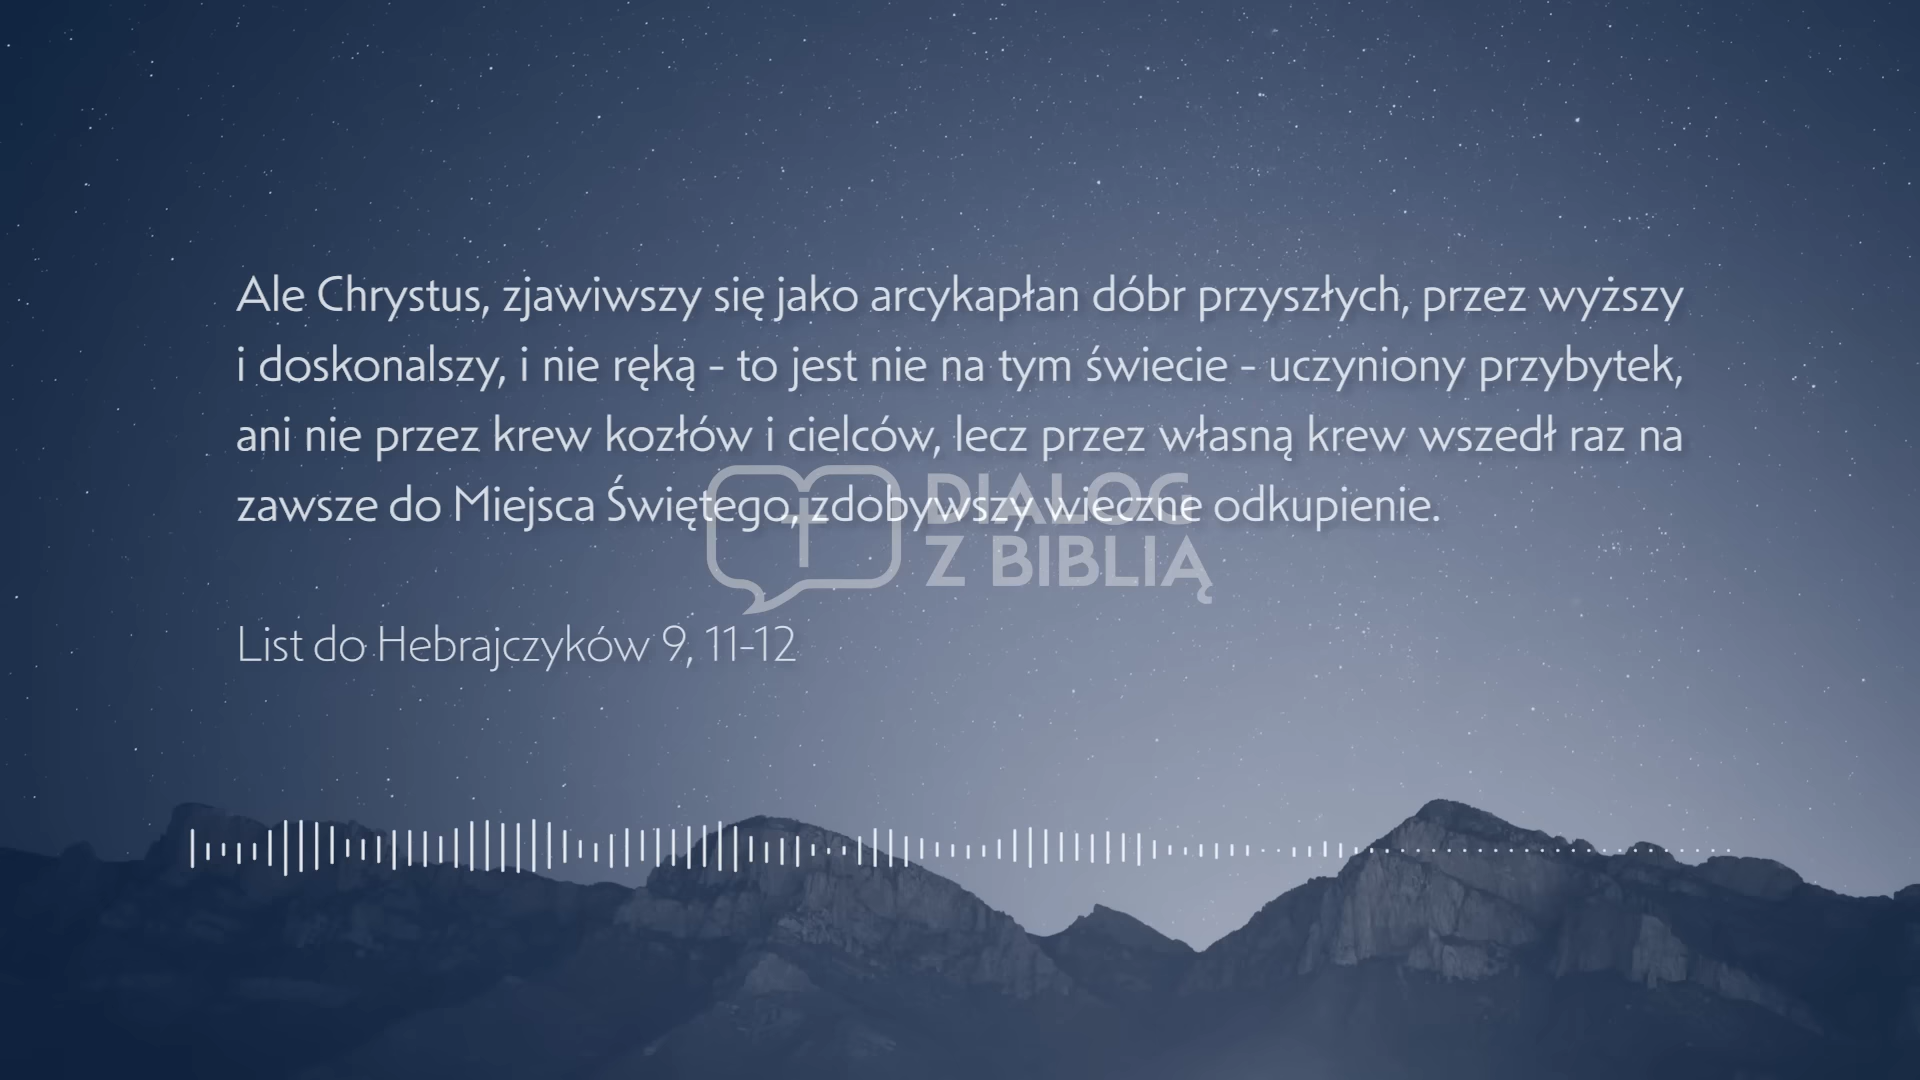 Ale Chrystus, zjawiwszy się jako arcykapłan dóbr przyszłych, przez wyższy
i doskonalszy, i nie ręką - to jest nie na tym świecie - uczyniony przybytek,
ani nie przez krew kozłów i cielców, lecz przez własną krew wszedł raz na
zawsze do Miejsca Świętego, zdobywszy wieczne odkupienie.
DIALOG
Z BIBLIĄ
List do Hebrajczyków 9, 11-12